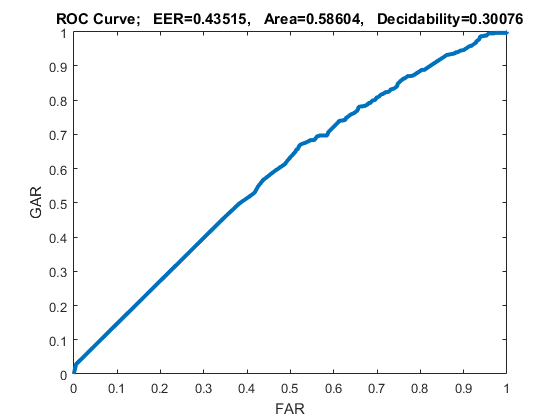 ROC Curve; EER=0.43515, Area=0.58604, Decidability=0.30076
1
0.9
0.8
0.7
0.6
0.5
0.4
0.3
0.2
0.1
0
GAR
0 0.1 0.2 0.3 0.4 0.5 0.6 0.7 0.8 0.9 1
FAR